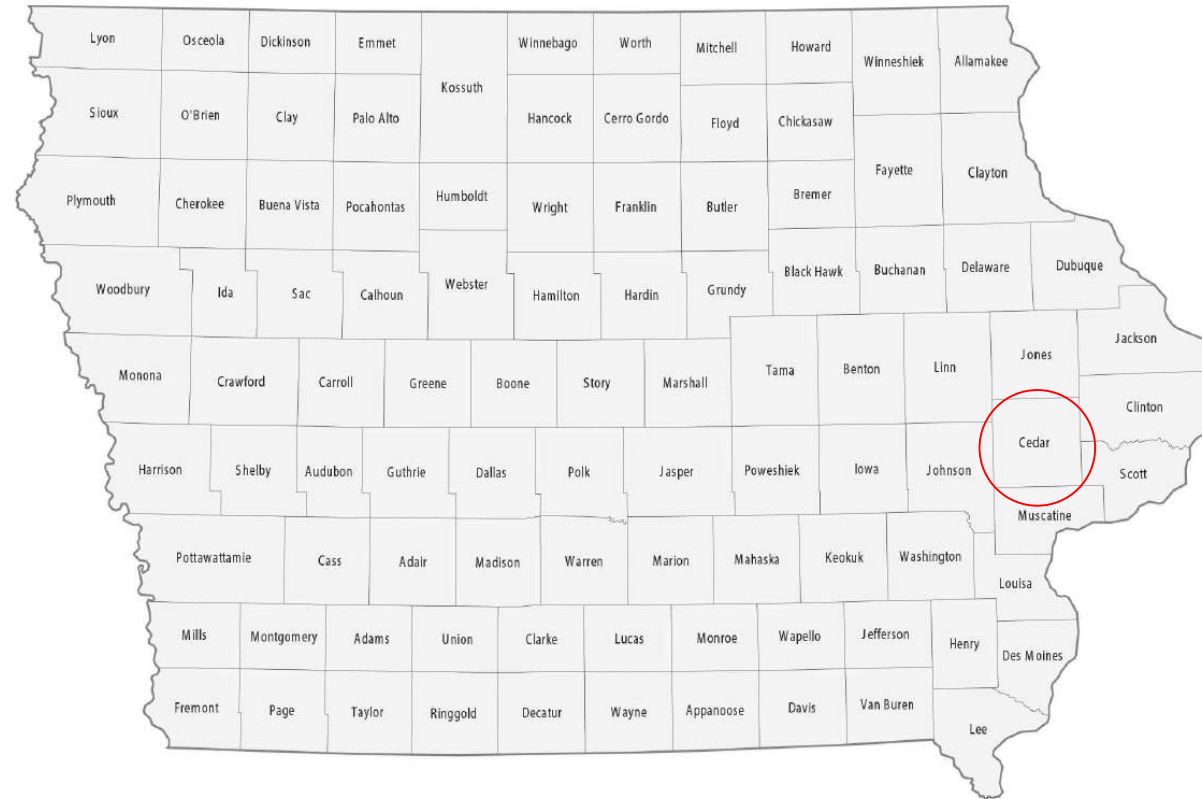 Lyon
Osceola
Dickinson
Emmet
Kossuth
Winnebago
Worth
Mitchell
Howard
Winneshiek
Allamakee
Sioux
O'Brien
Clay
Palo Alto
Hancock
Cerro Gordo
Floyd
Chickasaw
Fayette
Clayton
Plymouth
Cherokee
Buena Vista
Pocahontas
Humboldt
Wright
Franklin
Butler
Bremer
Woodbury
Ida
Sac
Calhoun
Webster
Hamilton
Hardin
Grundy
Black Hawk
Buchanan
Delaware
Dubuque
Monona
Crawford
Carroll
Greene
Boone
Story
Marshall
Tama
Benton
Linn
Jones
Jackson
Clinton
Harrison
Shelby
Audubon
Guthrie
Dallas
Polk
Jasper
Poweshiek
Iowa
Johnson
Cedar
Scott
Muscatine
Pottawattamie
Cass
Adair
Madison
Warren
Marion
Mahaska
Keokuk
Washington
Louisa
Mills
Montgomery
Adams
Union
Clarke
Lucas
Monroe
Wapello
Jefferson
Henry
Des Moines
Fremont
Page
Taylor
Ringgold
Decatur
Wayne
Appanoose
Davis
Van Buren
Lee